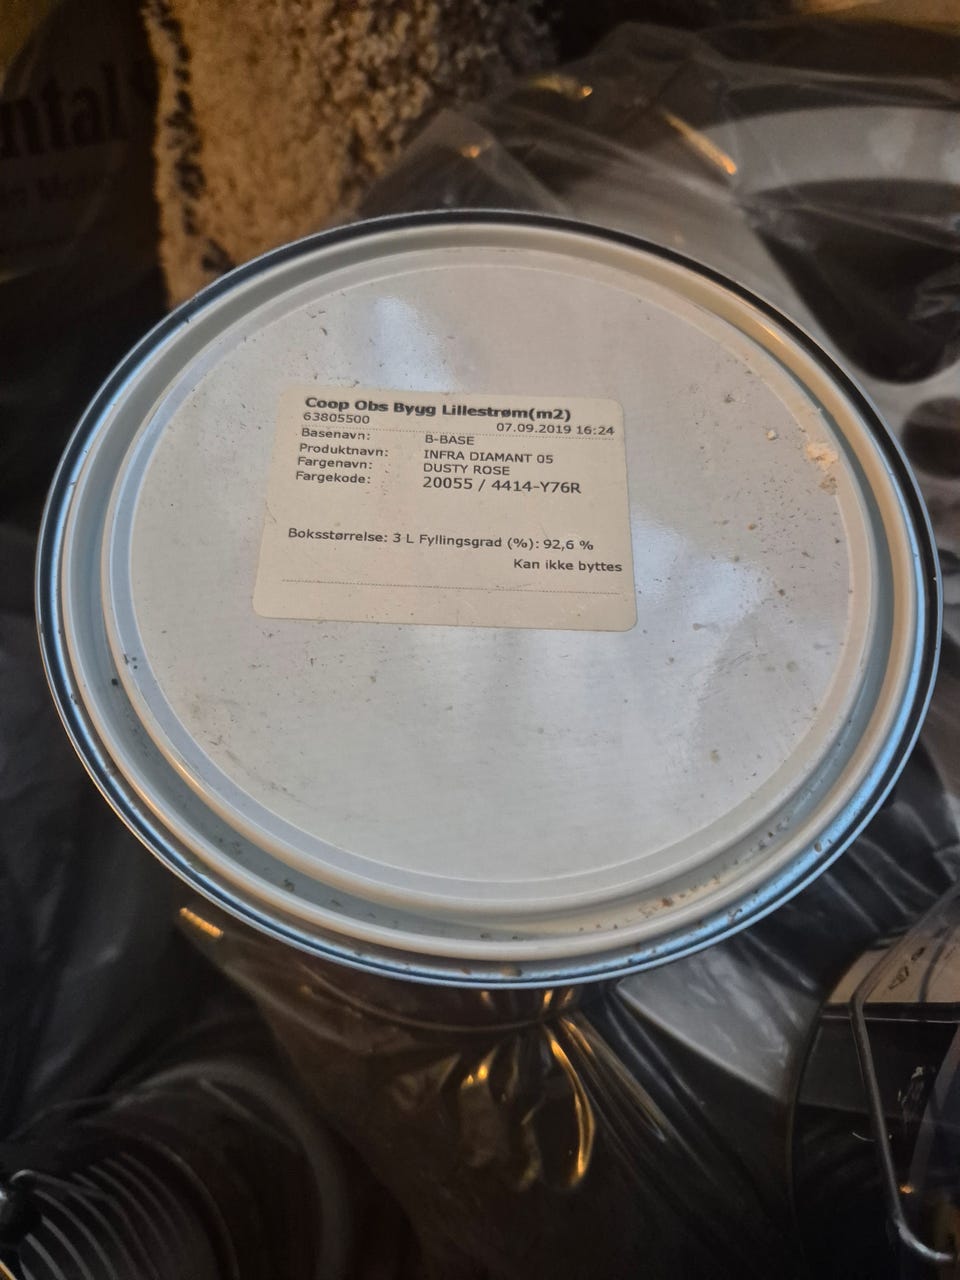 Coop Obs Bygg Lillestrøm(m2)
63805500 07.09.2019 16:24
Basenavn: B-BASE
Produktnavn: INFRA DIAMANT 05
Fargenavn: DUSTY ROSE
Fargekode: 20055 / 4414-Y76R
Boksstørrelse: 3 L Fyllingsgrad (%): 92,6 %
Kan ikke byttes